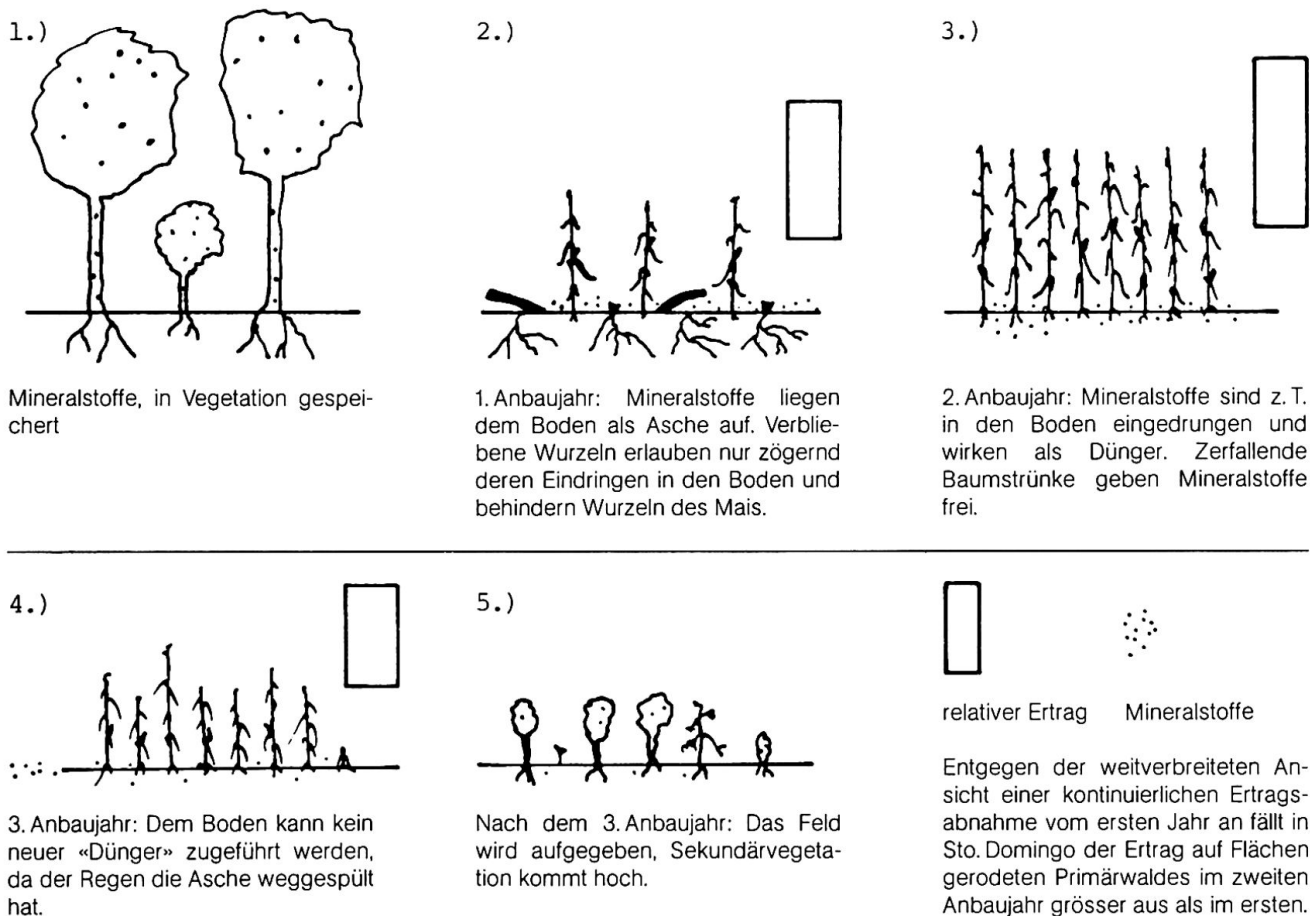 1.)
Mineralstoffe, in Vegetation gespei-
chert
2.)
1. Anbaujahr: Mineralstoffe liegen
dem Boden als Asche auf. Verblie-
bene Wurzeln erlauben nur zögernd
deren Eindringen in den Boden und
behindern Wurzeln des Mais.
3.)
2. Anbaujahr: Mineralstoffe sind z. T.
in den Boden eingedrungen und
wirken als Dünger. Zerfallende
Baumstrünke geben Mineralstoffe
frei.
4.)
3. Anbaujahr: Dem Boden kann kein
neuer «Dünger» zugeführt werden,
da der Regen die Asche weggespült
hat.
5.)
Nach dem 3. Anbaujahr: Das Feld
wird aufgegeben, Sekundärvegeta-
tion kommt hoch.
relativer Ertrag Mineralstoffe
Entgegen der weitverbreiteten An-
sicht einer kontinuierlichen Ertrags-
abnahme vom ersten Jahr an fällt in
Sto. Domingo der Ertrag auf Flächen
gerodeten Primärwaldes im zweiten
Anbaujahr grösser aus als im ersten.